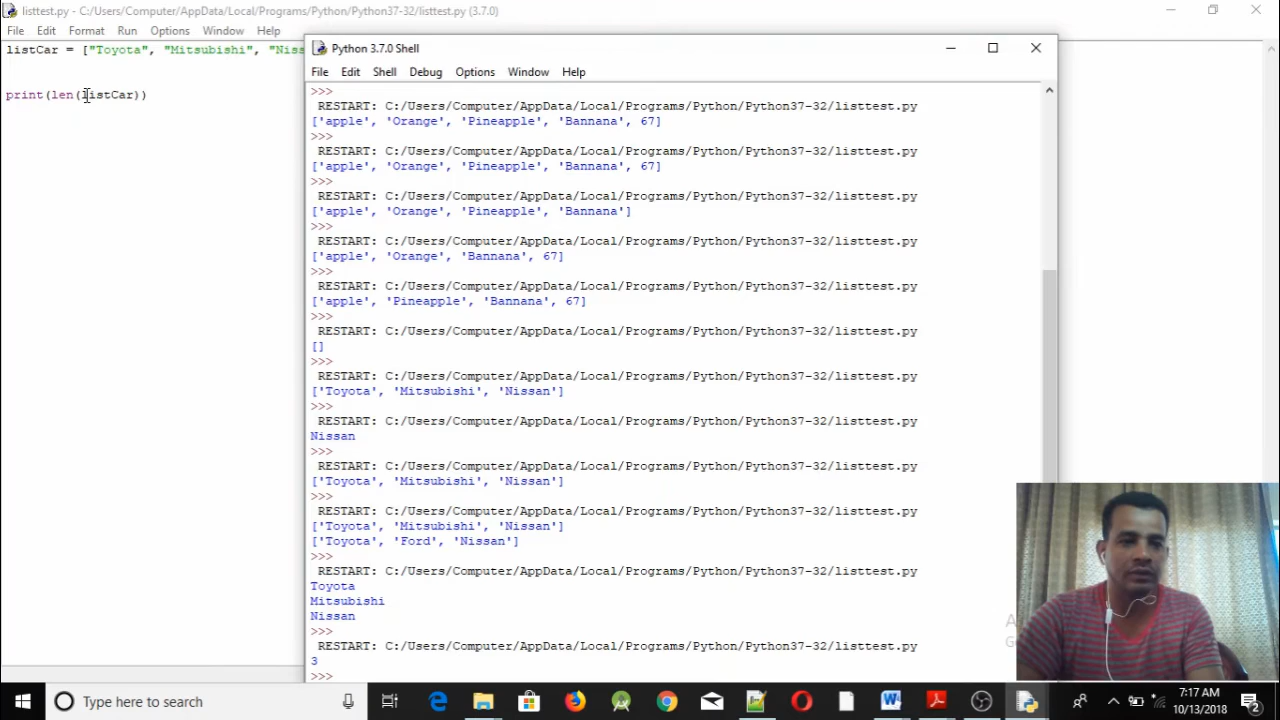 listtest.py - C:/Users/Computer/AppData/Local/Programs/Python/Python37-32/listtest.py (3.7.0)
File Edit Format Run Options Window Help
listCar = ["Toyota", "Mitsubishi", "Niss
print(len(listCar))
Python 3.7.0 Shell
File Edit Shell Debug Options Window Help
>>>
RESTART: C:/Users/Computer/AppData/Local/Programs/Python/Python37-32/listtest.py
['apple', 'Orange', 'Pineapple', 'Bannana', 67]
>>>
RESTART: C:/Users/Computer/AppData/Local/Programs/Python/Python37-32/listtest.py
['apple', 'Orange', 'Pineapple', 'Bannana', 67]
>>>
RESTART: C:/Users/Computer/AppData/Local/Programs/Python/Python37-32/listtest.py
['apple', 'Orange', 'Pineapple', 'Bannana']
>>>
RESTART: C:/Users/Computer/AppData/Local/Programs/Python/Python37-32/listtest.py
['apple', 'Orange', 'Bannana', 67]
>>>
RESTART: C:/Users/Computer/AppData/Local/Programs/Python/Python37-32/listtest.py
['apple', 'Pineapple', 'Bannana', 67]
>>>
RESTART: C:/Users/Computer/AppData/Local/Programs/Python/Python37-32/listtest.py
[]
>>>
RESTART: C:/Users/Computer/AppData/Local/Programs/Python/Python37-32/listtest.py
['Toyota', 'Mitsubishi', 'Nissan']
>>>
RESTART: C:/Users/Computer/AppData/Local/Programs/Python/Python37-32/listtest.py
Nissan
>>>
RESTART: C:/Users/Computer/AppData/Local/Programs/Python/Python37-32/listtest.py
['Toyota', 'Mitsubishi', 'Nissan']
>>>
RESTART: C:/Users/Computer/AppData/Local/Programs/Python/Python37-32/listtest.py
['Toyota', 'Mitsubishi', 'Nissan']
['Toyota', 'Ford', 'Nissan']
>>>
RESTART: C:/Users/Computer/AppData/Local/Programs/Python/Python37-32/listtest.py
Toyota
Mitsubishi
Nissan
>>>
RESTART: C:/Users/Computer/AppData/Local/Programs/Python/Python37-32/listtest.py
3
>>>
Type here to search
7:17 AM
10/13/2018
2